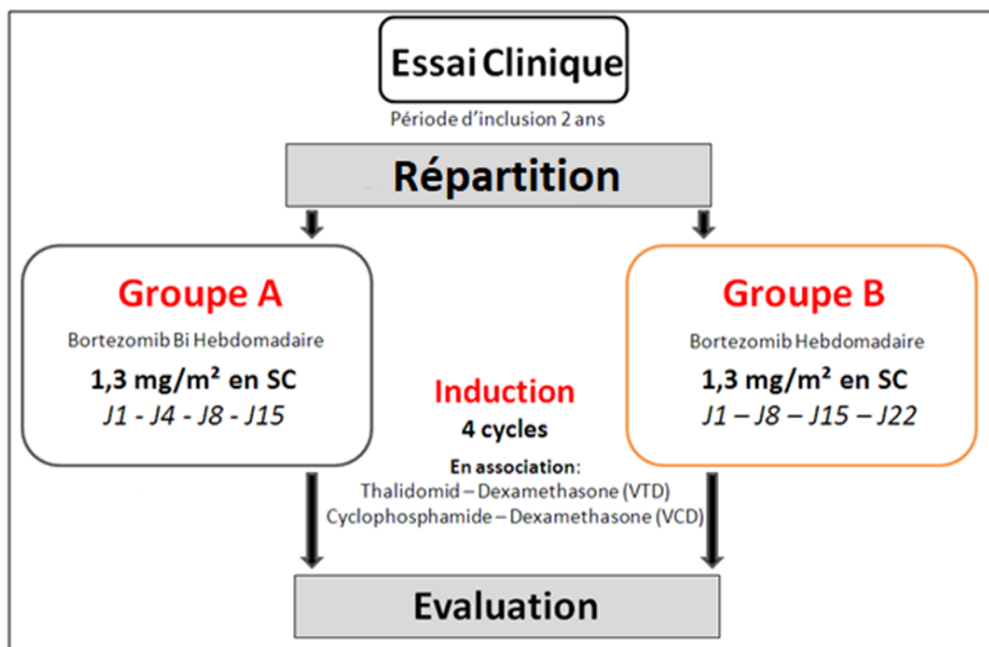 Essai Clinique
Période d’inclusion 2 ans
Répartition
Groupe A
Bortezomib Bi Hebdomadaire
1,3 mg/m² en SC
J1 - J4 - J8 - J15
Groupe B
Bortezomib Hebdomadaire
1,3 mg/m² en SC
J1 – J8 – J15 – J22
Induction
4 cycles
En association:
Thalidomid – Dexamethasone (VTD)
Cyclophosphamide – Dexamethasone (VCD)
Evaluation